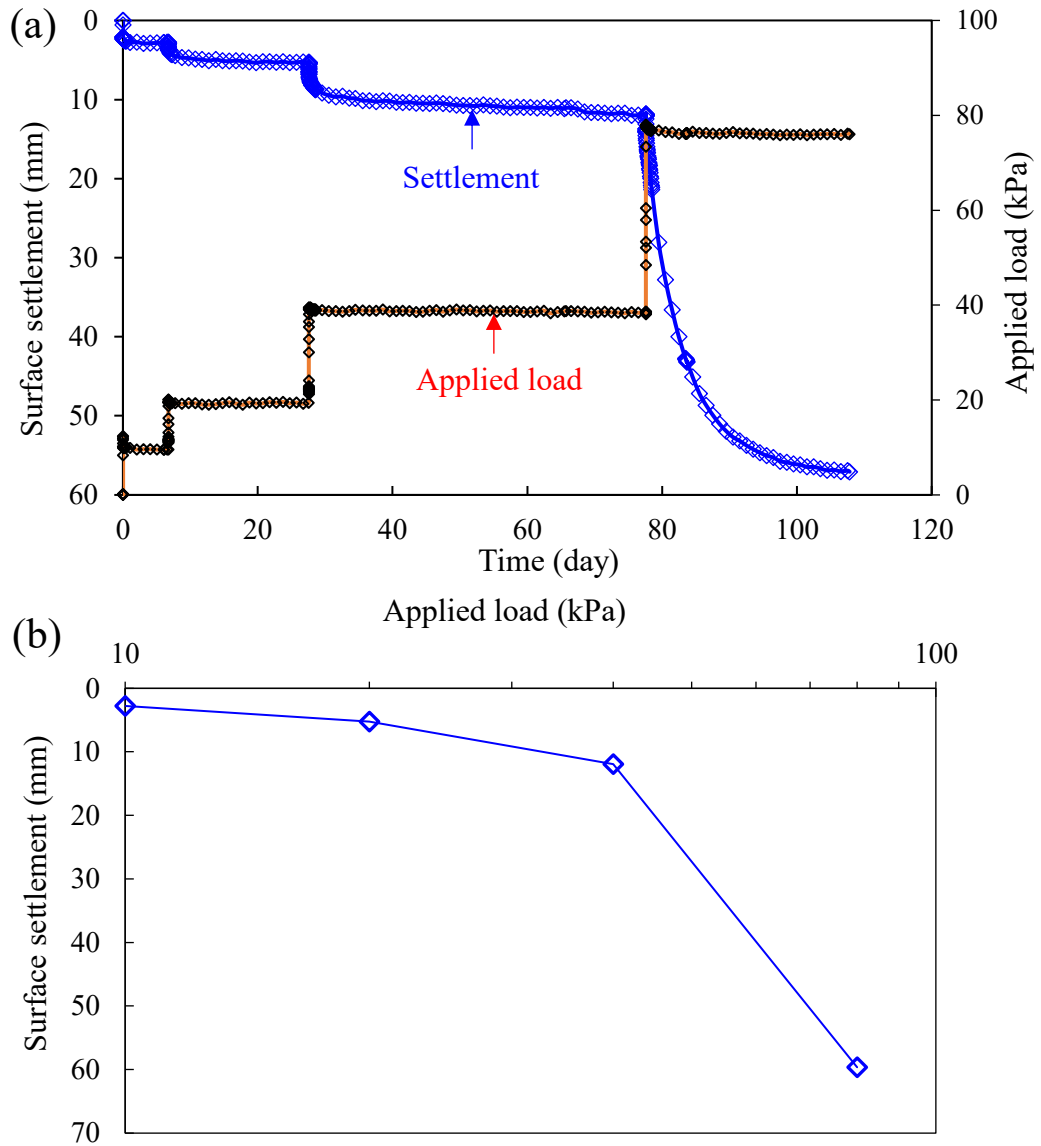 (a)
0
10
20
30
40
50
60
Surface settlement (mm)
100
80
60
40
20
0
Applied load (kPa)
Settlement
Applied load
0 20 40 60 80 100 120
Time (day)
(b)
Applied load (kPa)
10 100
0
10
20
30
40
50
60
70
Surface settlement (mm)